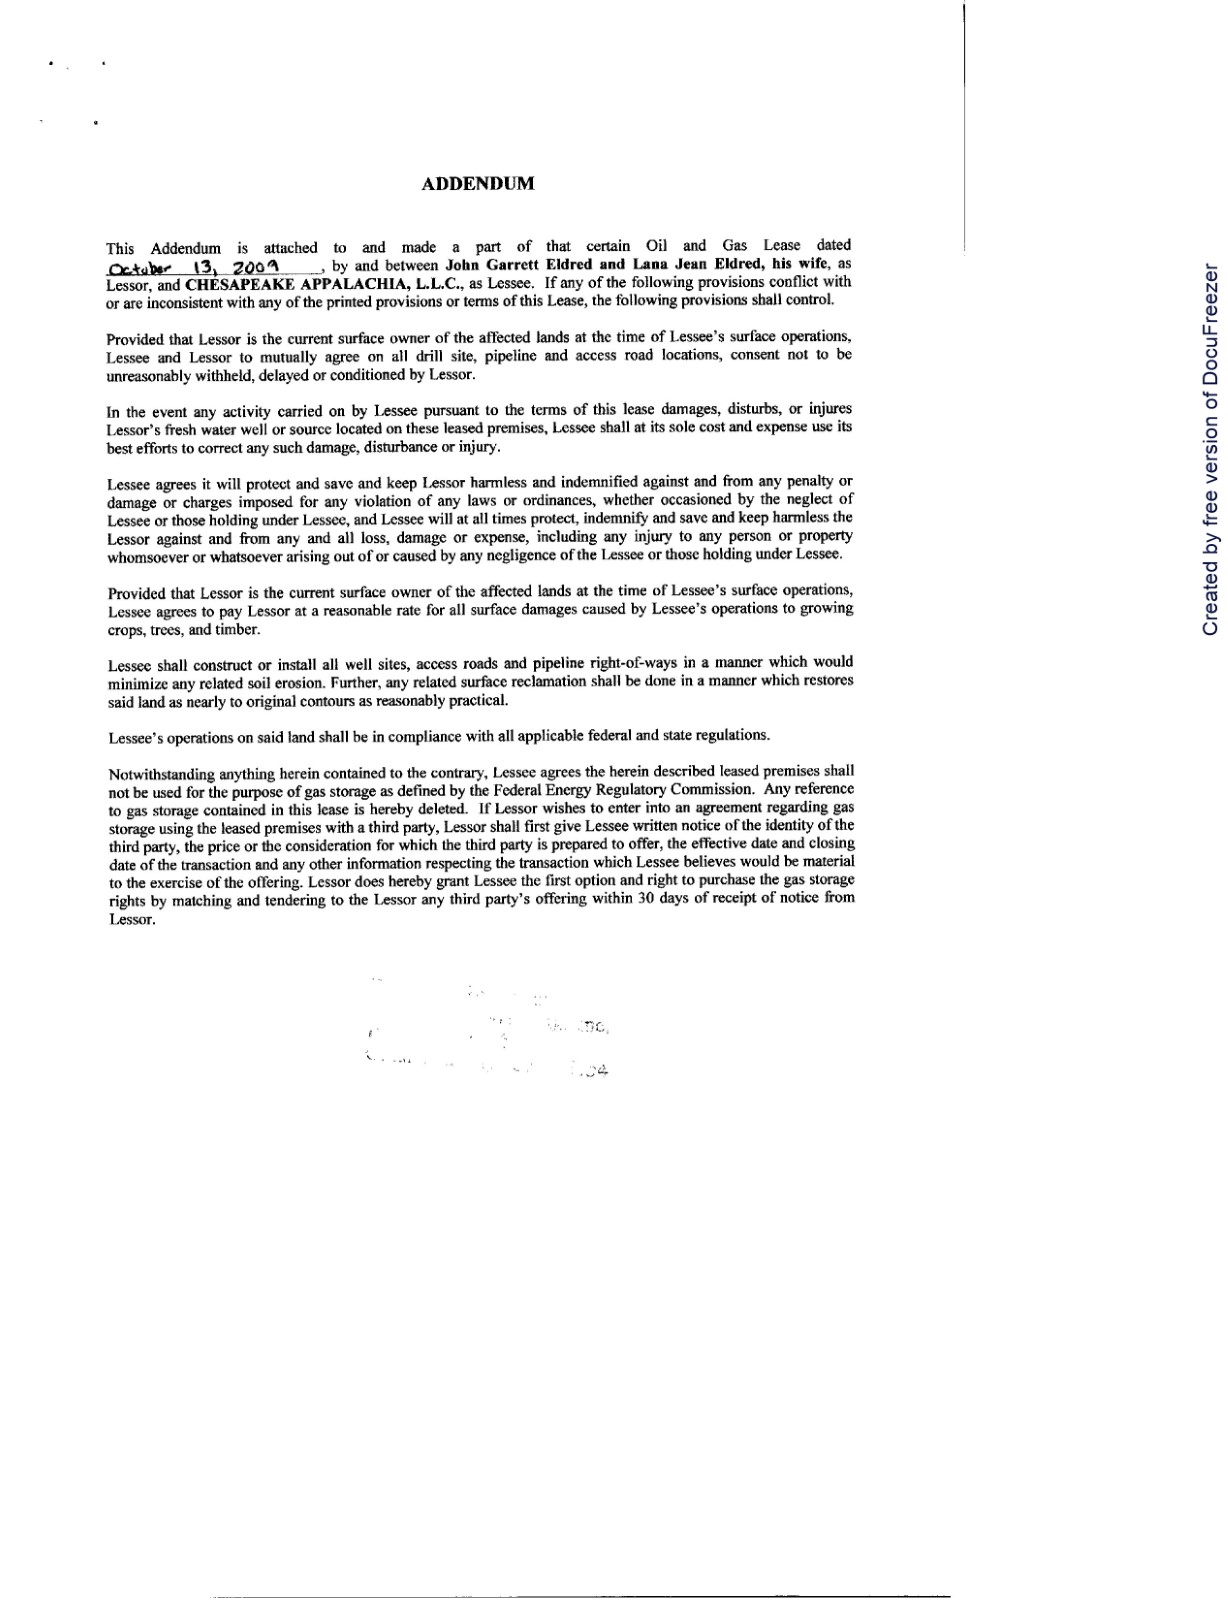 ADDENDUM
This Addendum is attached to and made a part of that certain Oil and Gas Lease dated
October 13, 2009, by and between John Garrett Eldred and Lana Jean Eldred, his wife, as
Lessor, and CHESAPEAKE APPALACHIA, L.L.C., as Lessee. If any of the following provisions conflict with
or are inconsistent with any of the printed provisions or terms of this Lease, the following provisions shall control.
Provided that Lessor is the current surface owner of the affected lands at the time of Lessee's surface operations,
Lessee and Lessor to mutually agree on all drill site, pipeline and access road locations, consent not to be
unreasonably withheld, delayed or conditioned by Lessor.
In the event any activity carried on by Lessee pursuant to the terms of this lease damages, disturbs, or injures
Lessor's fresh water well or source located on these leased premises, Lessee shall at its sole cost and expense use its
best efforts to correct any such damage, disturbance or injury.
Lessee agrees it will protect and save and keep Lessor harmless and indemnified against and from any penalty or
damage or charges imposed for any violation of any laws or ordinances, whether occasioned by the neglect of
Lessee or those holding under Lessee, and Lessee will at all times protect, indemnify and save and keep harmless the
Lessor against and from any and all loss, damage or expense, including any injury to any person or property
whomsoever or whatsoever arising out of or caused by any negligence of the Lessee or those holding under Lessee.
Provided that Lessor is the current surface owner of the affected lands at the time of Lessee's surface operations,
Lessee agrees to pay Lessor at a reasonable rate for all surface damages caused by Lessee's operations to growing
crops, trees, and timber.
Lessee shall construct or install all well sites, access roads and pipeline right-of-ways in a manner which would
minimize any related soil erosion. Further, any related surface reclamation shall be done in a manner which restores
said land as nearly to original contours as reasonably practical.
Lessee's operations on said land shall be in compliance with all applicable federal and state regulations.
Notwithstanding anything herein contained to the contrary, Lessee agrees the herein described leased premises shall
not be used for the purpose of gas storage as defined by the Federal Energy Regulatory Commission. Any reference
to gas storage contained in this lease is hereby deleted. If Lessor wishes to enter into an agreement regarding gas
storage using the leased premises with a third party, Lessor shall first give Lessee written notice of the identity of the
third party, the price or the consideration for which the third party is prepared to offer, the effective date and closing
date of the transaction and any other information respecting the transaction which Lessee believes would be material
to the exercise of the offering. Lessor does hereby grant Lessee the first option and right to purchase the gas storage
rights by matching and tendering to the Lessor any third party's offering within 30 days of receipt of notice from
Lessor.
Created by free version of DocuFreezer